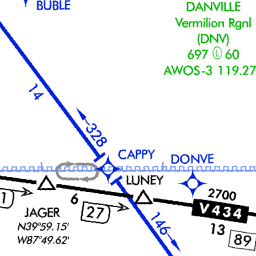 BUBLE
DANVILLE
Vermilion Rgnl
(DNV)
697 Ⓛ 60
AWOS-3 119.27
14
328
CAPPY
DONVE
LUNEY
2700
V434
1
6
27
JAGER
N39°59.15'
W87°49.62'
146
13
89